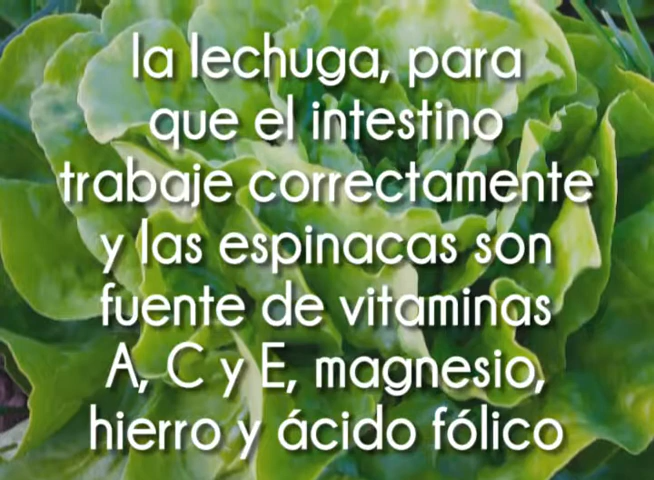 la lechuga, para
que el intestino
trabaje correctamente
y las espinacas son
fuente de vitaminas
A, C y E, magnesio,
hierro y ácido fólico